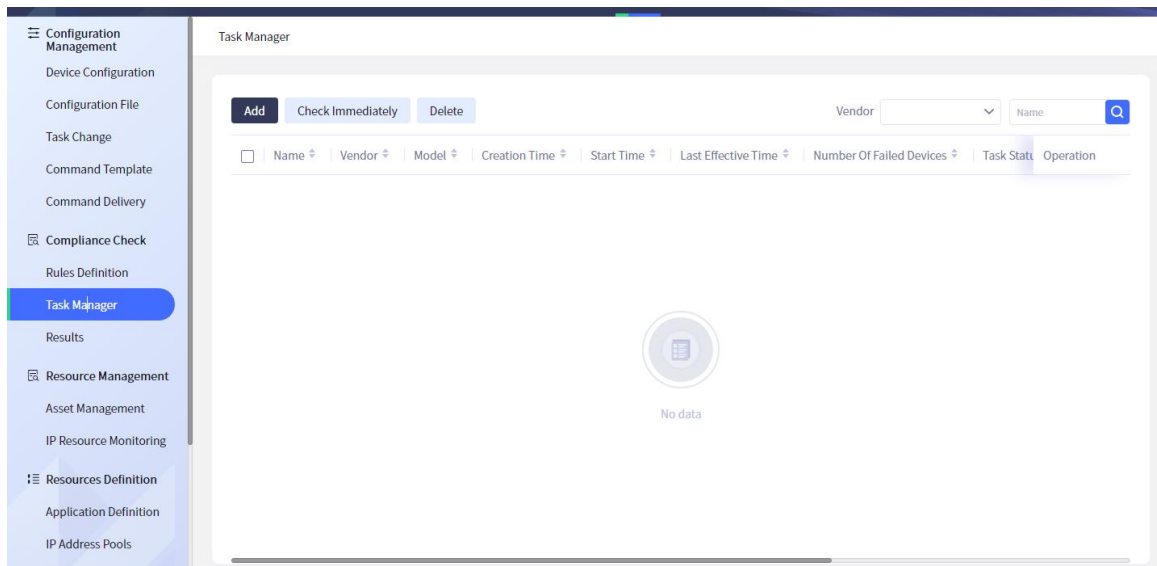 Configuration
Management
Device Configuration
Configuration File
Task Change
Command Template
Command Delivery
Compliance Check
Rules Definition
Task Manager
Results
Resource Management
Asset Management
IP Resource Monitoring
Resources Definition
Application Definition
IP Address Pools
Task Manager
Add Check Immediately Delete Vendor Name
Name Vendor Model Creation Time Start Time Last Effective Time Number Of Failed Devices Task Statu Operation
No data